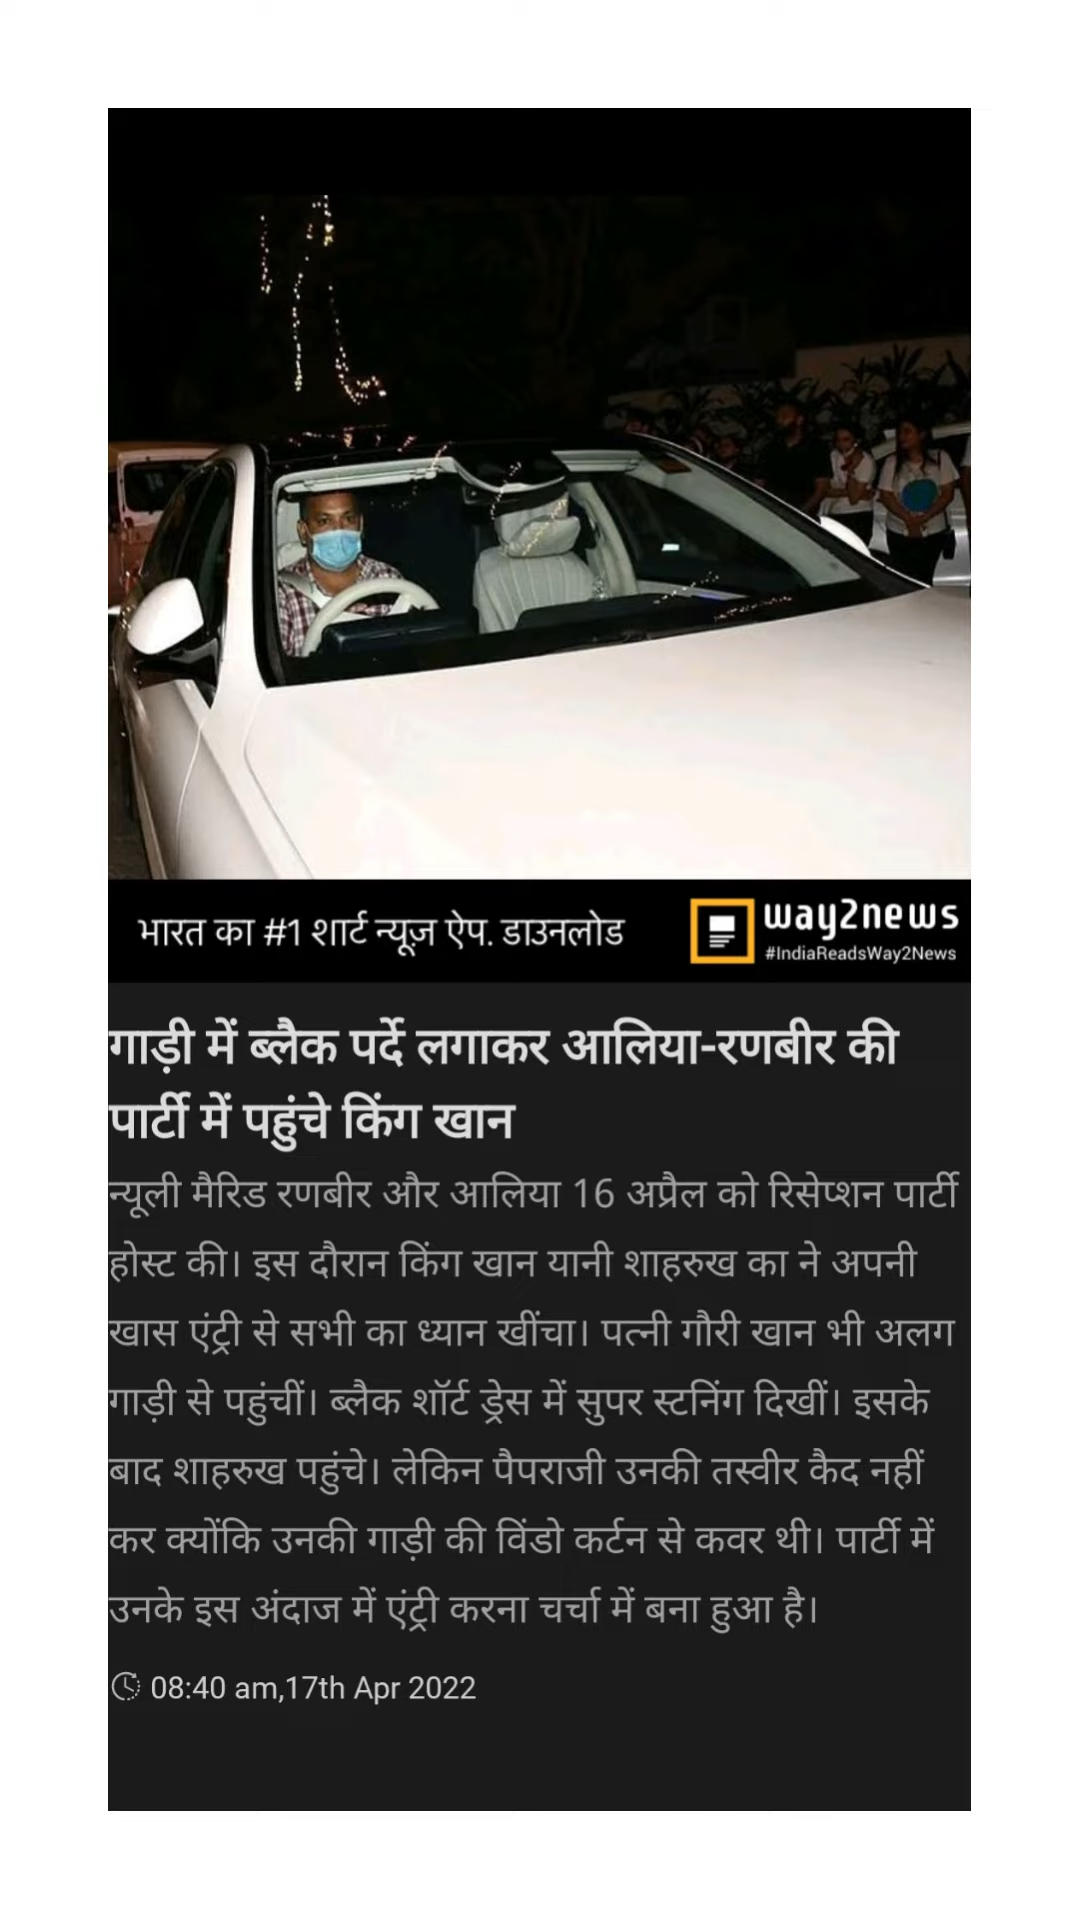 भारत का #1 शार्ट न्यूज़ ऐप. डाउनलोड
way2news
#IndiaReadsWay2News
गाड़ी में ब्लैक पर्दे लगाकर आलिया-रणबीर की
पार्टी में पहुंचे किंग खान
न्यूली मैरिड रणबीर और आलिया 16 अप्रैल को रिसेप्शन पार्टी
होस्ट की। इस दौरान किंग खान यानी शाहरुख का ने अपनी
खास एंट्री से सभी का ध्यान खींचा। पत्नी गौरी खान भी अलग
गाड़ी से पहुंचीं। ब्लैक शॉर्ट ड्रेस में सुपर स्टनिंग दिखीं। इसके
बाद शाहरुख पहुंचे। लेकिन पैपराजी उनकी तस्वीर कैद नहीं
कर क्योंकि उनकी गाड़ी की विंडो कर्टन से कवर थी। पार्टी में
उनके इस अंदाज में एंट्री करना चर्चा में बना हुआ है।
08:40 am,17th Apr 2022